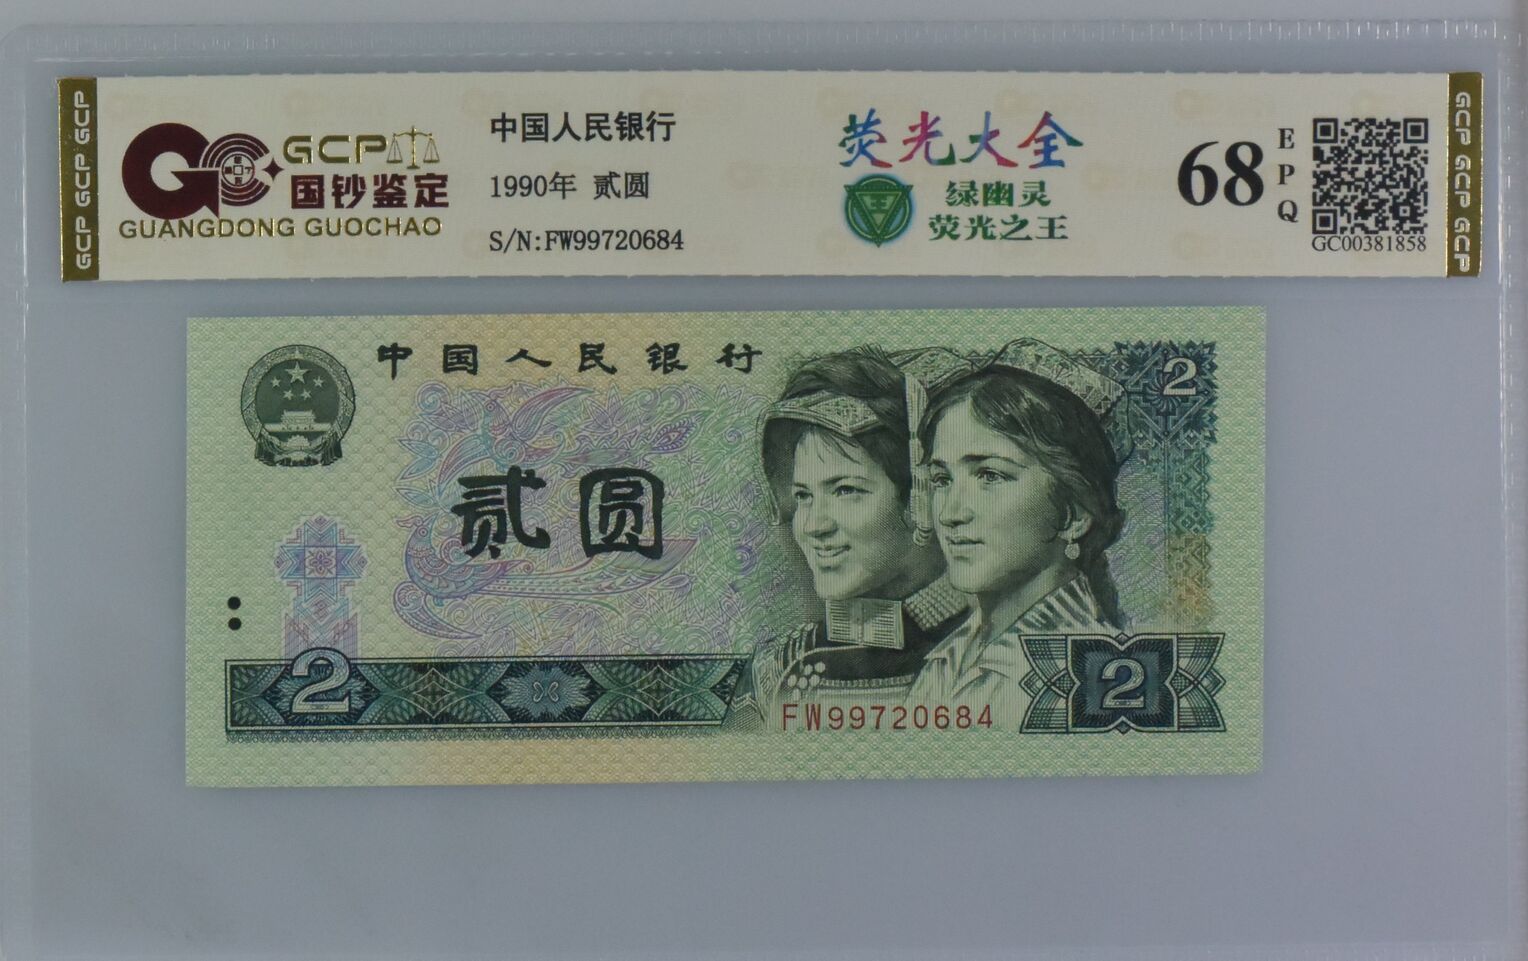 GCP GCP GCP
GCP
国钞鉴定
GUANGDONG GUOCHAO
中国人民银行
1990年 贰圆
S/N:FW99720684
荧光大全
绿幽灵
荧光之王
68
EPQ
GC00381858
GCP GCP GCP
中国人民银行
2
贰圆
2
FW99720684
2